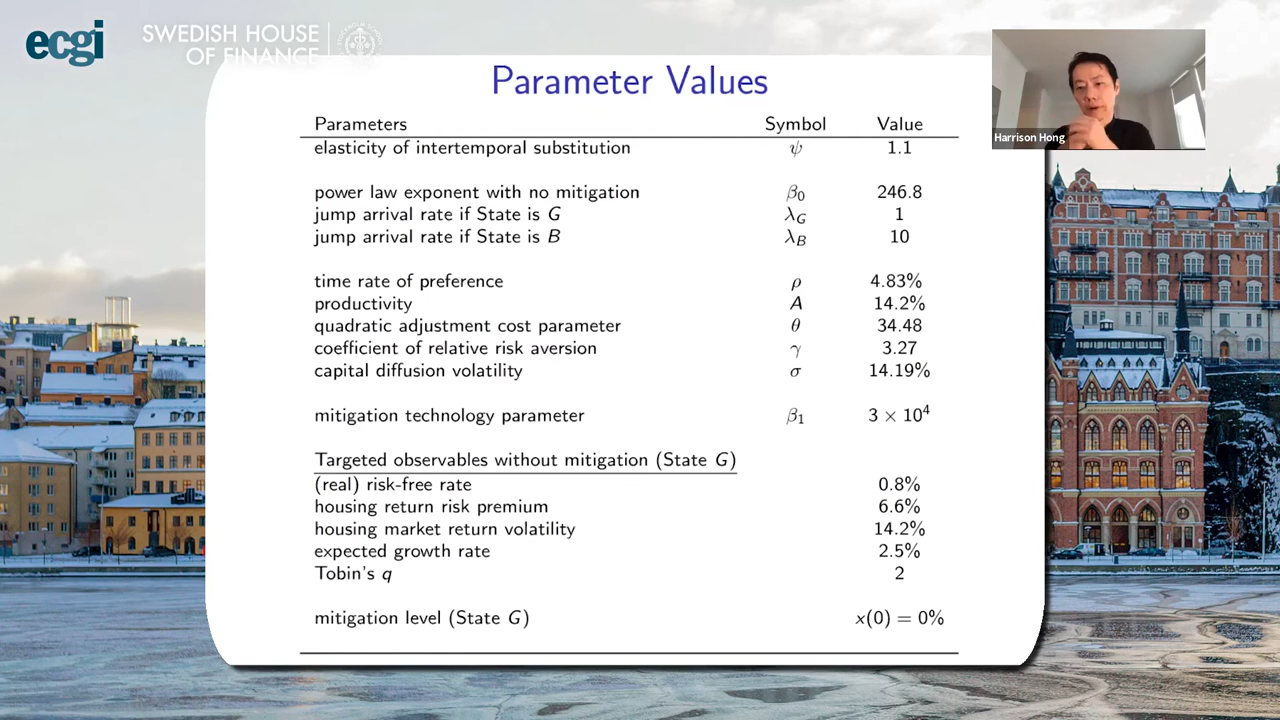 ecgi
SWEDISH HOUSE
OF FINANCE
Parameter Values
Harrison Hong
Parameters Symbol Value
elasticity of intertemporal substitution ψ 1.1
power law exponent with no mitigation β₀ 246.8
jump arrival rate if State is G λ_G 1
jump arrival rate if State is B λ_B 10
time rate of preference ρ 4.83%
productivity A 14.2%
quadratic adjustment cost parameter θ 34.48
coefficient of relative risk aversion γ 3.27
capital diffusion volatility σ 14.19%
mitigation technology parameter β₁ 3 × 10⁴
Targeted observables without mitigation (State G)
(real) risk-free rate 0.8%
housing return risk premium 6.6%
housing market return volatility 14.2%
expected growth rate 2.5%
Tobin's q 2
mitigation level (State G) x(0) = 0%